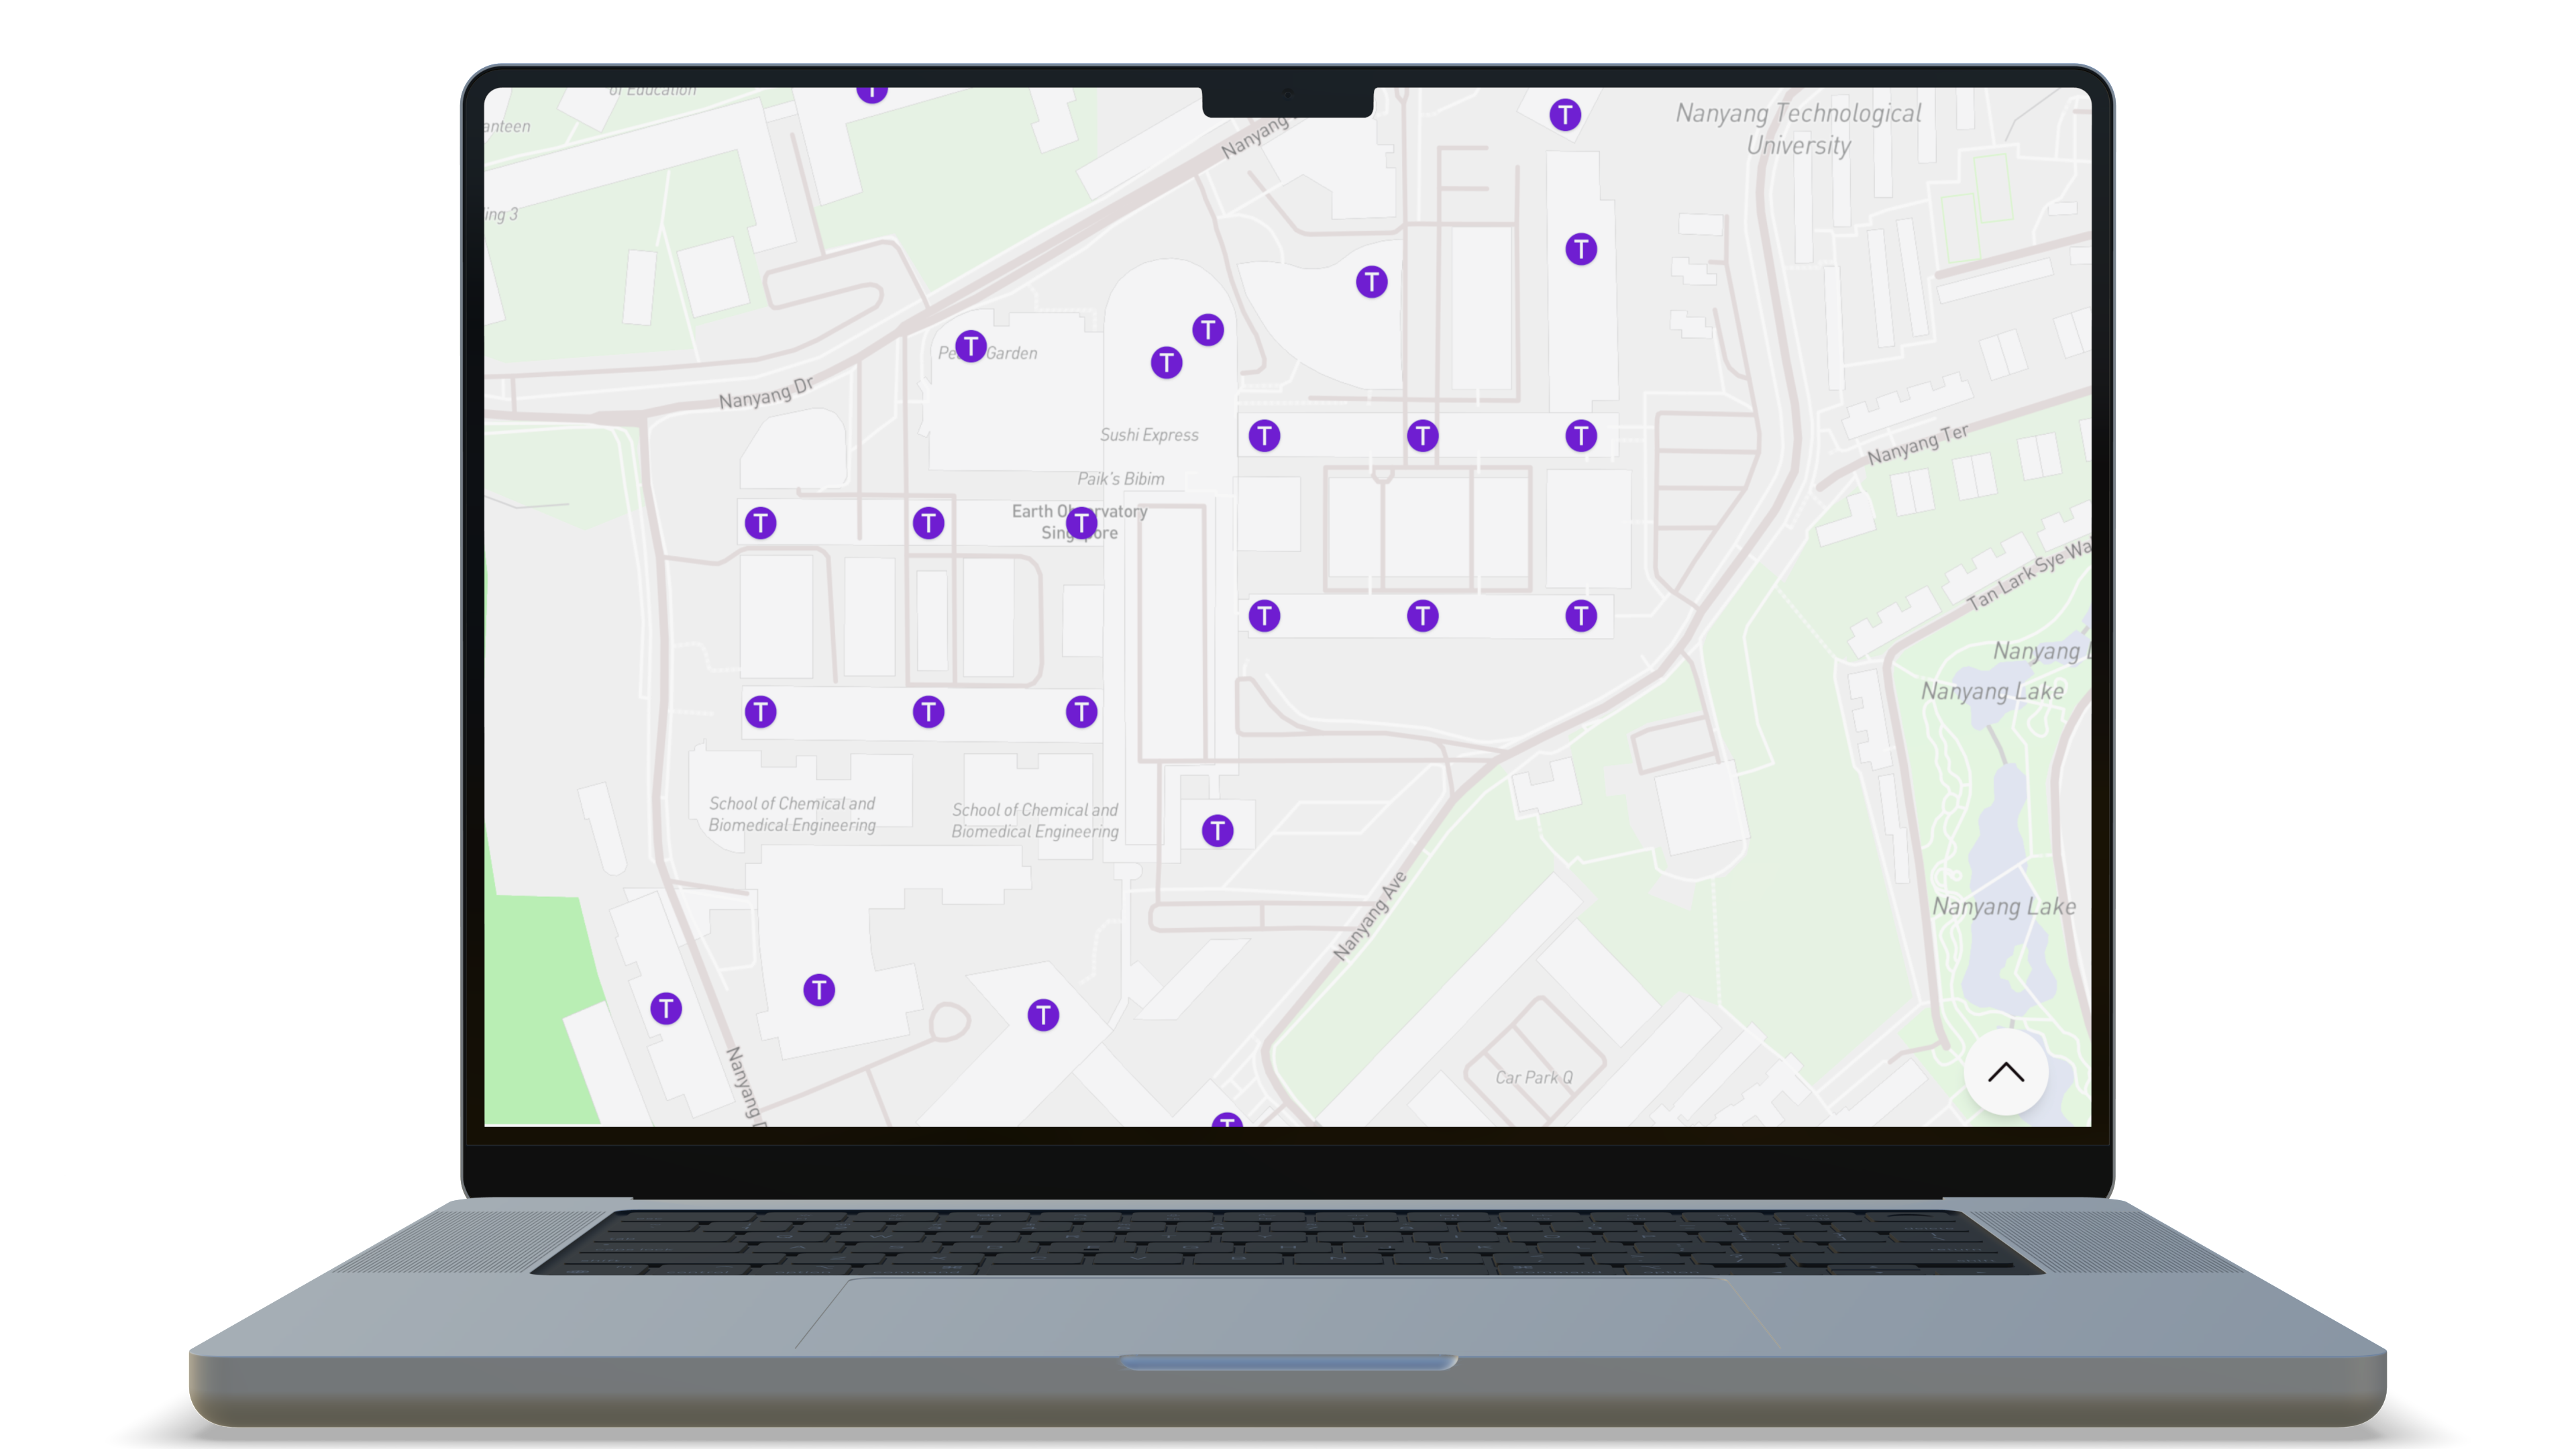 of Education
T
T
Nanyang Technological
University
anteen
Nanyang
ing 3
T
T
T
T
Pe
Garden
T
Nanyang Dr
Sushi Express
T
T
T
Nanyang Ter
Paik's Bibim
Earth Ob
rvatory
Sing
pore
T
T
T
Tan Lark Sye Wa
T
T
T
Nanyang L
Nanyang Lake
T
T
T
School of Chemical and
Biomedical Engineering
School of Chemical and
Biomedical Engineering
T
Nanyang Ave
Nanyang Lake
T
T
T
Nanyang D
Car Park Q
T